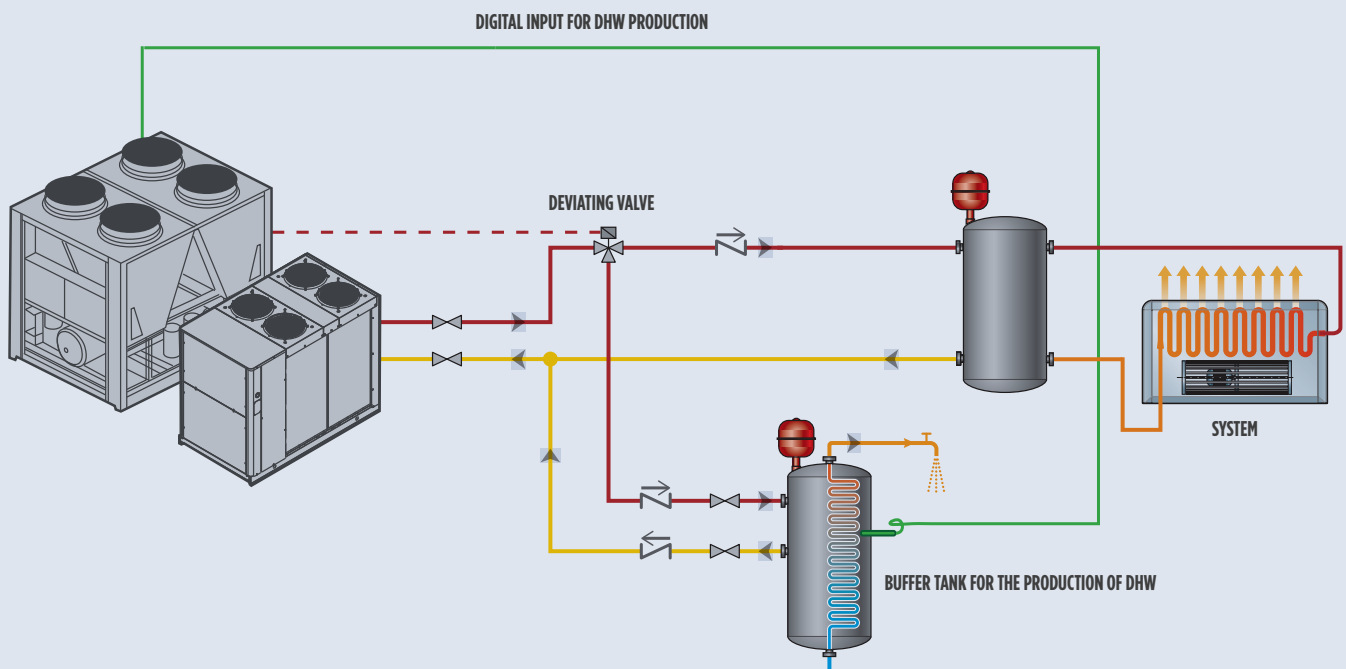 DIGITAL INPUT FOR DHW PRODUCTION
DEVIATING VALVE
SYSTEM
BUFFER TANK FOR THE PRODUCTION OF DHW